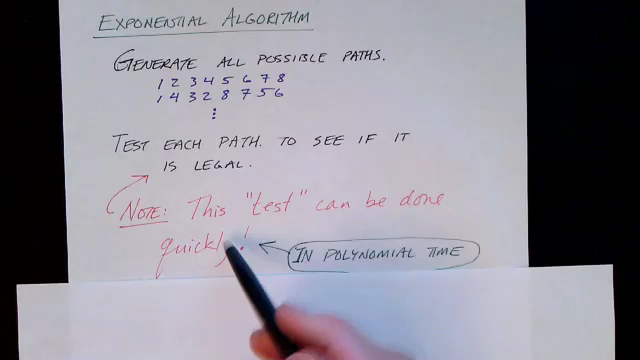 EXPONENTIAL ALGORITHM
GENERATE ALL POSSIBLE PATHS.
1 2 3 4 5 6 7 8
1 4 3 2 8 7 5 6
⋮
TEST EACH PATH TO SEE IF IT
IS LEGAL.
NOTE: This "test" can be done
quickly!
IN POLYNOMIAL TIME